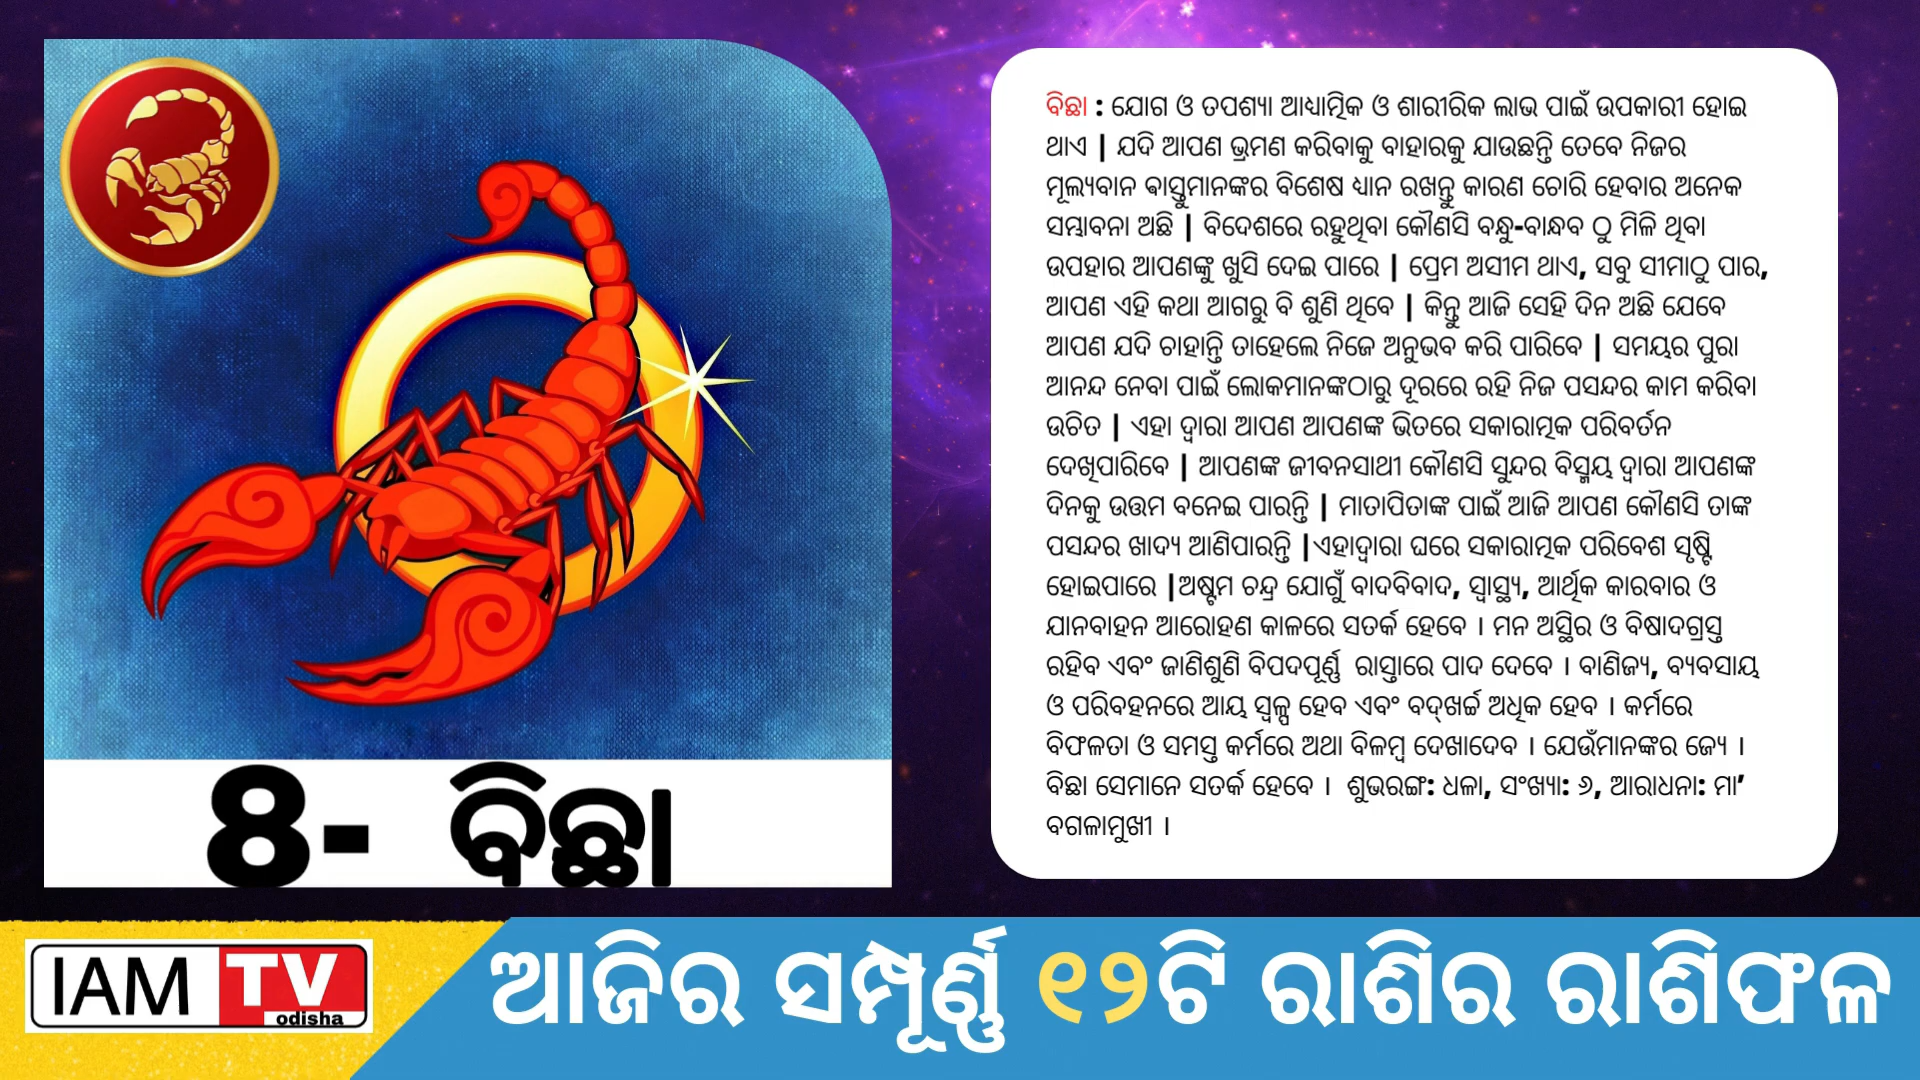 ବିଛା : ଯୋଗ ଓ ତପଶ୍ୟା ଆଧ୍ୟାତ୍ମିକ ଓ ଶାରୀରିକ ଲାଭ ପାଇଁ ଉପକାରୀ ହୋଇ
ଥାଏ | ଯଦି ଆପଣ ଭ୍ରମଣ କରିବାକୁ ବାହାରକୁ ଯାଉଛନ୍ତି ତେବେ ନିଜର
ମୂଲ୍ୟବାନ ବାସ୍ତୁମାନଙ୍କର ବିଶେଷ ଧ୍ୟାନ ରଖନ୍ତୁ କାରଣ ଚୋରି ହେବାର ଅନେକ
ସମ୍ଭାବନା ଅଛି | ବିଦେଶରେ ରହୁଥିବା କୌଣସି ବନ୍ଧୁ-ବାନ୍ଧବ ଠୁ ମିଳି ଥିବା
ଉପହାର ଆପଣଙ୍କୁ ଖୁସି ଦେଇ ପାରେ | ପ୍ରେମ ଅସୀମ ଥାଏ, ସବୁ ସୀମାଠୁ ପାର,
ଆପଣ ଏହି କଥା ଆଗରୁ ବି ଶୁଣି ଥିବେ | କିନ୍ତୁ ଆଜି ସେହି ଦିନ ଅଛି ଯେବେ
ଆପଣ ଯଦି ଚାହାନ୍ତି ତାହେଲେ ନିଜେ ଅନୁଭବ କରି ପାରିବେ | ସମୟର ପୁରା
ଆନନ୍ଦ ନେବା ପାଇଁ ଲୋକମାନଙ୍କଠାରୁ ଦୂରରେ ରହି ନିଜ ପସନ୍ଦର କାମ କରିବା
ଉଚିତ | ଏହା ଦ୍ୱାରା ଆପଣ ଆପଣଙ୍କ ଭିତରେ ସକାରାତ୍ମକ ପରିବର୍ତନ
ଦେଖିପାରିବେ | ଆପଣଙ୍କ ଜୀବନସାଥୀ କୌଣସି ସୁନ୍ଦର ବିସ୍ମୟ ଦ୍ୱାରା ଆପଣଙ୍କ
ଦିନକୁ ଉତ୍ତମ ବନେଇ ପାରନ୍ତି | ମାତାପିତାଙ୍କ ପାଇଁ ଆଜି ଆପଣ କୌଣସି ତାଙ୍କ
ପସନ୍ଦର ଖାଦ୍ୟ ଆଣିପାରନ୍ତି |ଏହାଦ୍ୱାରା ଘରେ ସକାରାତ୍ମକ ପରିବେଶ ସୃଷ୍ଟି
ହୋଇପାରେ |ଅଷ୍ଟମ ଚନ୍ଦ୍ର ଯୋଗୁଁ ବାଦବିବାଦ, ସ୍ୱାସ୍ଥ୍ୟ, ଆର୍ଥିକ କାରବାର ଓ
ଯାନବାହନ ଆରୋହଣ କାଳରେ ସତର୍କ ହେବେ । ମନ ଅସ୍ଥିର ଓ ବିଷାଦଗ୍ରସ୍ତ
ରହିବ ଏବଂ ଜାଣିଶୁଣି ବିପଦପୂର୍ଣ୍ଣ ରାସ୍ତାରେ ପାଦ ଦେବେ । ବାଣିଜ୍ୟ, ବ୍ୟବସାୟ
ଓ ପରିବହନରେ ଆୟ ସ୍ୱଳ୍ପ ହେବ ଏବଂ ବଦ୍‌ଖର୍ଚ୍ଚ ଅଧିକ ହେବ । କର୍ମରେ
ବିଫଳତା ଓ ସମସ୍ତ କର୍ମରେ ଅଥା ବିଳମ୍ବ ଦେଖାଦେବ । ଯେଉଁମାନଙ୍କର ଜ୍ୟେ ।
ବିଛା ସେମାନେ ସତର୍କ ହେବେ । ଶୁଭରଙ୍ଗ: ଧଳା, ସଂଖ୍ୟା: ୬, ଆରାଧନା: ମା’
ବଗଳାମୁଖୀ ।
8- ବିଛା
IAM TV
odisha
ଆଜିର ସମ୍ପୂର୍ଣ୍ଣ ୧୨ଟି ରାଶିର ରାଶିଫଳ